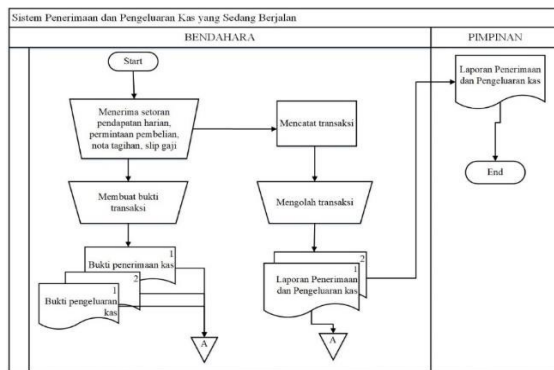 Sistem Penerimaan dan Pengeluaran Kas yang Sedang Berjalan
BENDAHARA
PIMPINAN
Start
Menerima setoran
pendapatan harian,
permintaan pembelian,
nota tagihan, slip gaji
Mencatat transaksi
Laporan Penerimaan
dan Pengeluaran kas
End
Membuat bukti
transaksi
Mengolah transaksi
1
Bukti penerimaan kas
2
1
Bukti pengeluaran
kas
2
1
Laporan Penerimaan
dan Pengeluaran kas
A
A